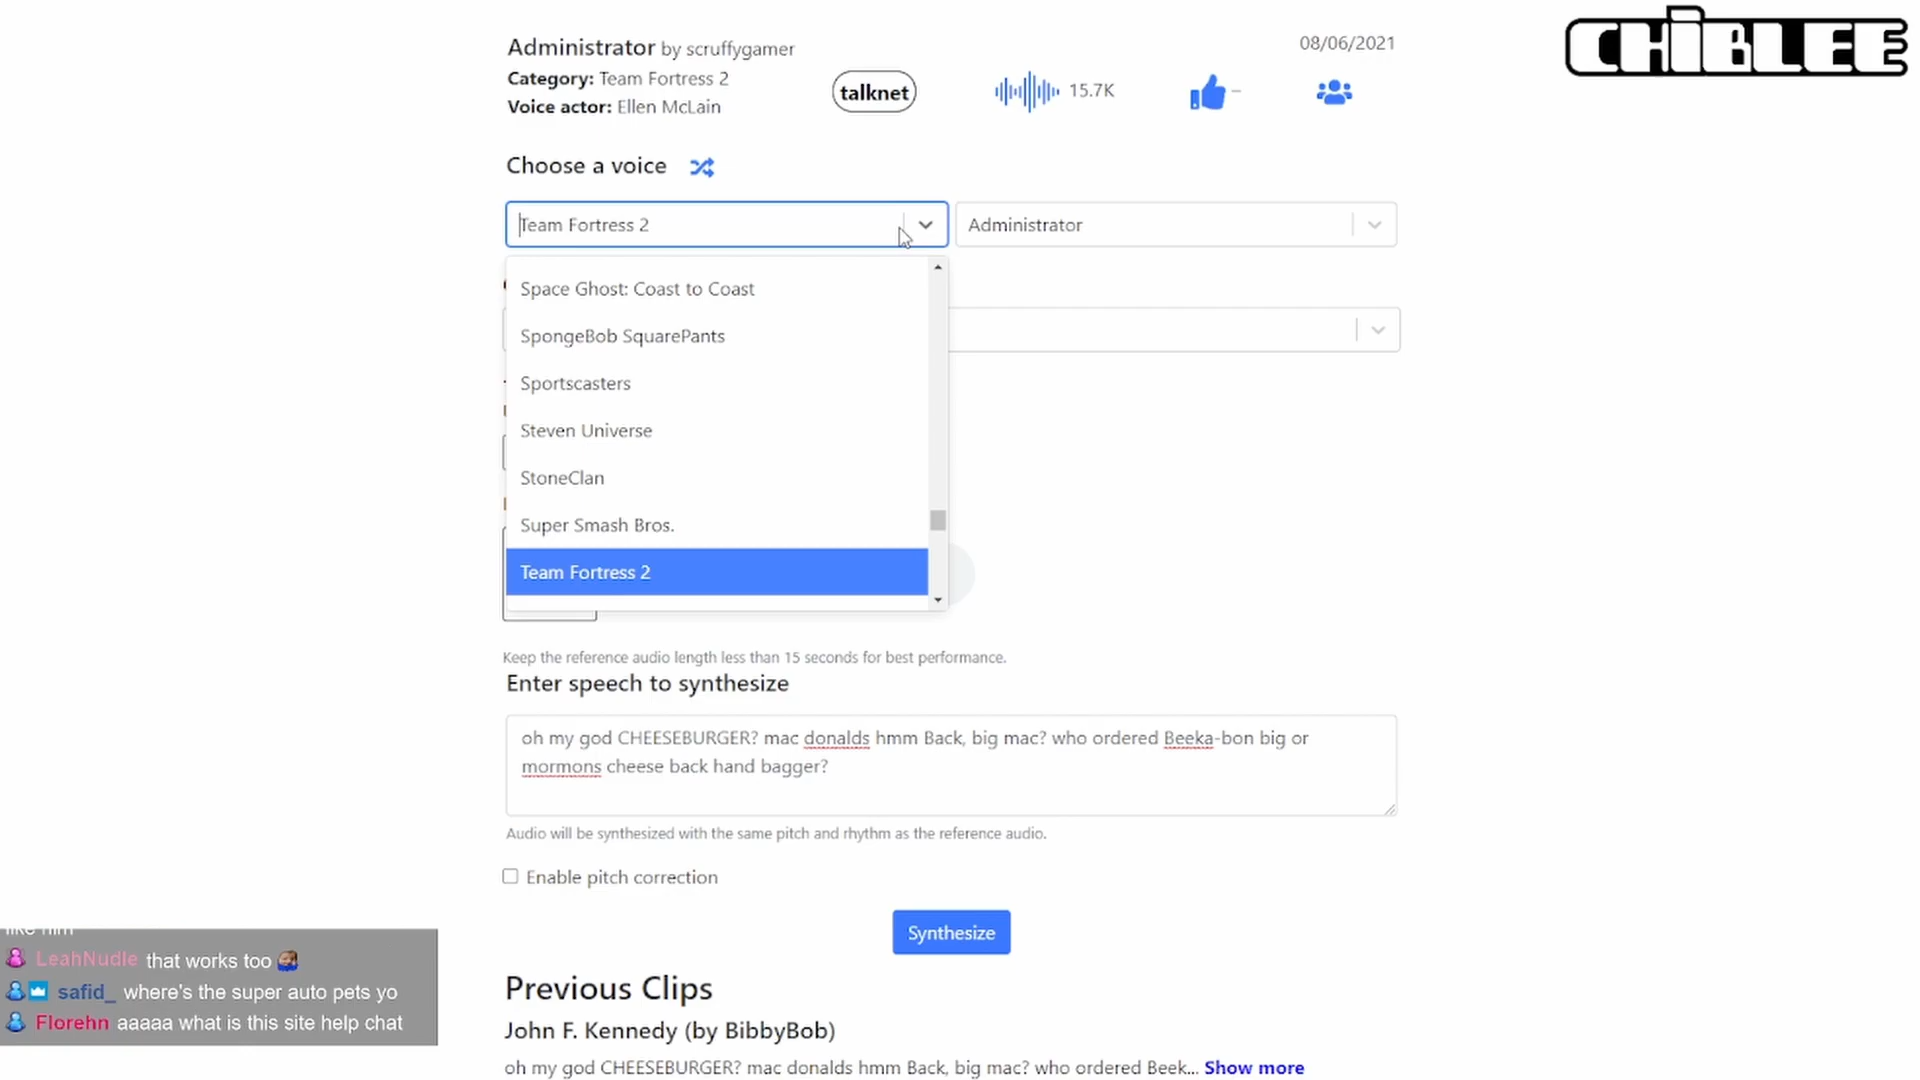 CHIBLEE
Administrator by scruffygamer
08/06/2021
Category: Team Fortress 2
Voice actor: Ellen McLain
talknet
15.7K
–
Choose a voice
Team Fortress 2
Administrator
Space Ghost: Coast to Coast
SpongeBob SquarePants
Sportscasters
Steven Universe
StoneClan
Super Smash Bros.
Team Fortress 2
Keep the reference audio length less than 15 seconds for best performance.
Enter speech to synthesize
oh my god CHEESEBURGER? mac donalds hmm Back, big mac? who ordered Beeka-bon big or
mormons cheese back hand bagger?
Audio will be synthesized with the same pitch and rhythm as the reference audio.
Enable pitch correction
Synthesize
like him
LeahNudle that works too
safid_ where's the super auto pets yo
Florehn aaaaa what is this site help chat
Previous Clips
John F. Kennedy (by BibbyBob)
oh my god CHEESEBURGER? mac donalds hmm Back, big mac? who ordered Beek... Show more